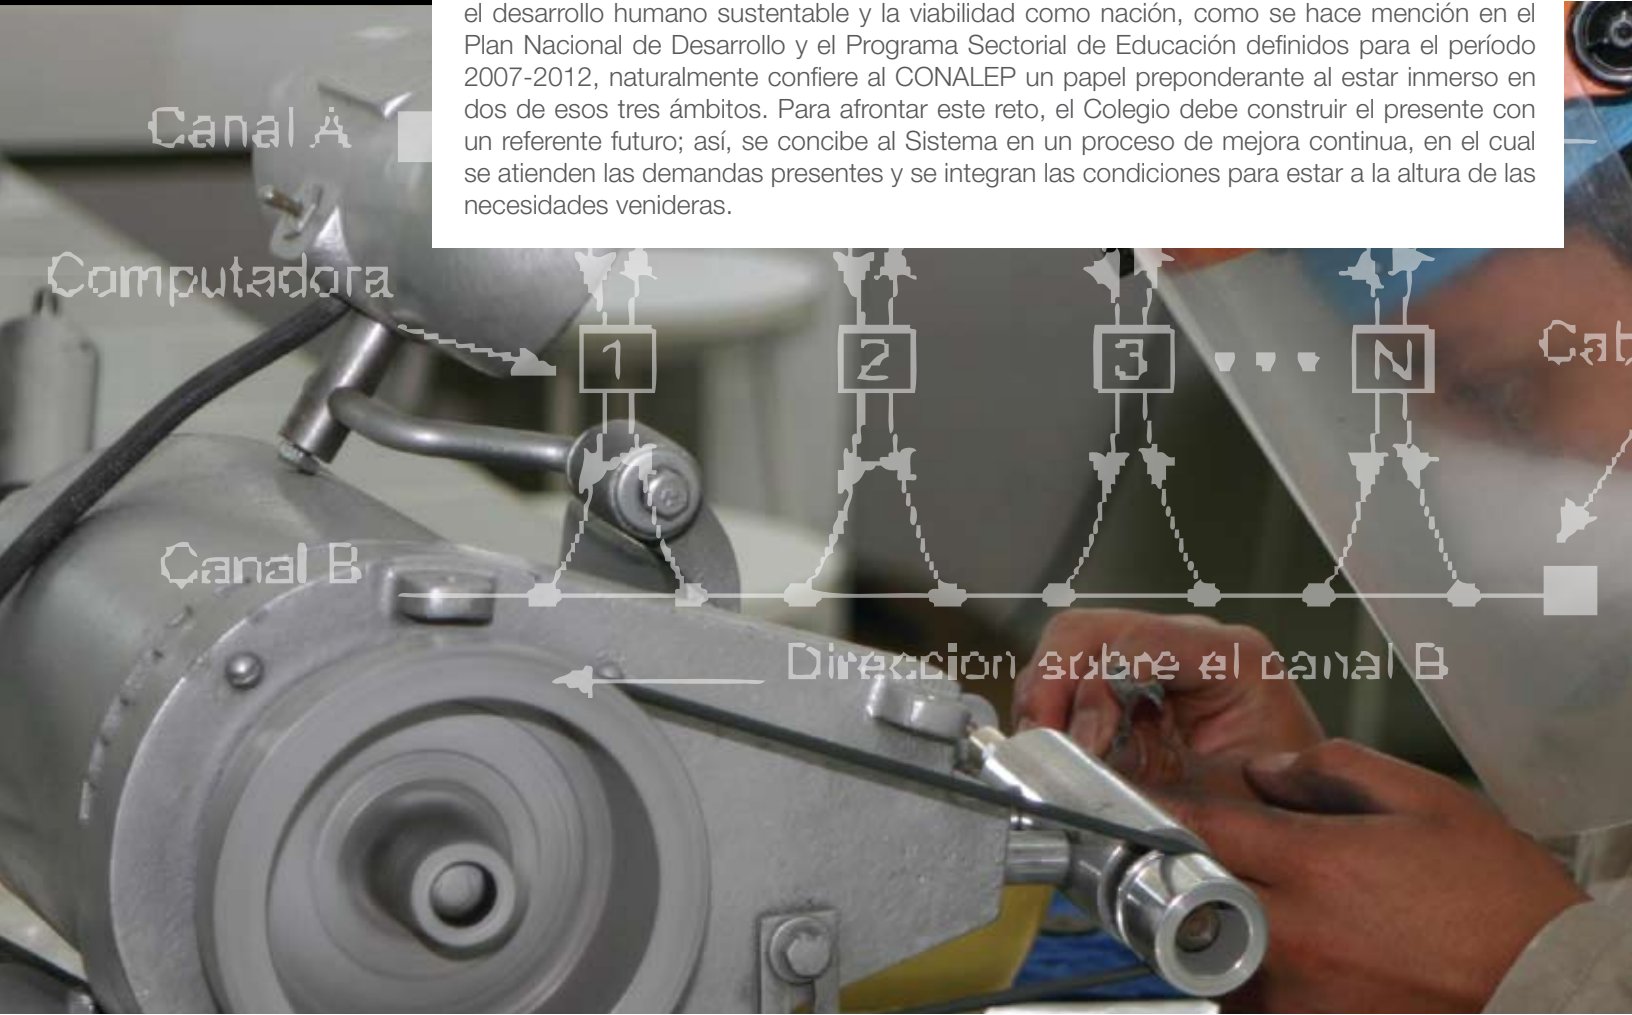 el desarrollo humano sustentable y la viabilidad como nación, como se hace mención en el
Plan Nacional de Desarrollo y el Programa Sectorial de Educación definidos para el período
2007-2012, naturalmente confiere al CONALEP un papel preponderante al estar inmerso en
dos de esos tres ámbitos. Para afrontar este reto, el Colegio debe construir el presente con
un referente futuro; así, se concibe al Sistema en un proceso de mejora continua, en el cual
se atienden las demandas presentes y se integran las condiciones para estar a la altura de las
necesidades venideras.
Canal A
Computadora
1 2 3 N
Canal B
Direccion sobre el canal B